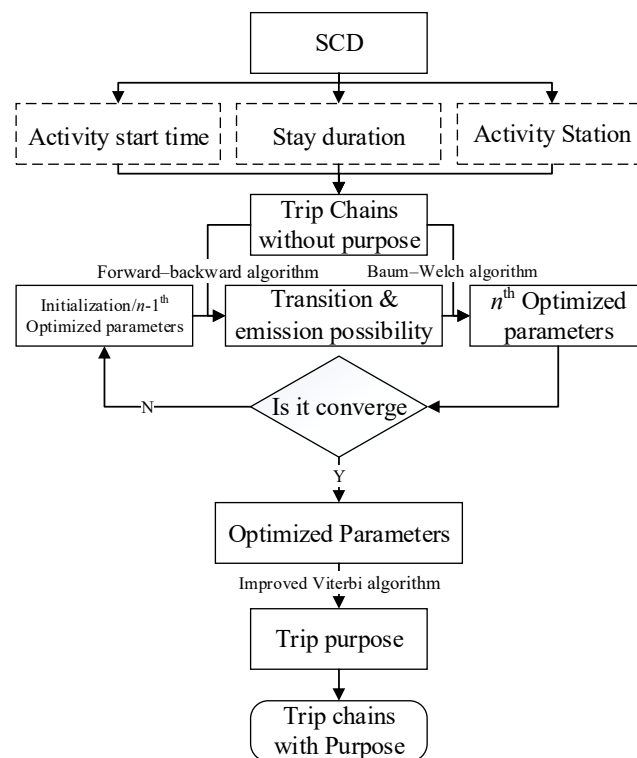 SCD
Activity start time
Stay duration
Activity Station
Trip Chains
without purpose
Forward–backward algorithm
Baum–Welch algorithm
Initialization/n-1th
Optimized parameters
Transition &
emission possibility
nth Optimized
parameters
Is it converge
N
Y
Optimized Parameters
Improved Viterbi algorithm
Trip purpose
Trip chains
with Purpose